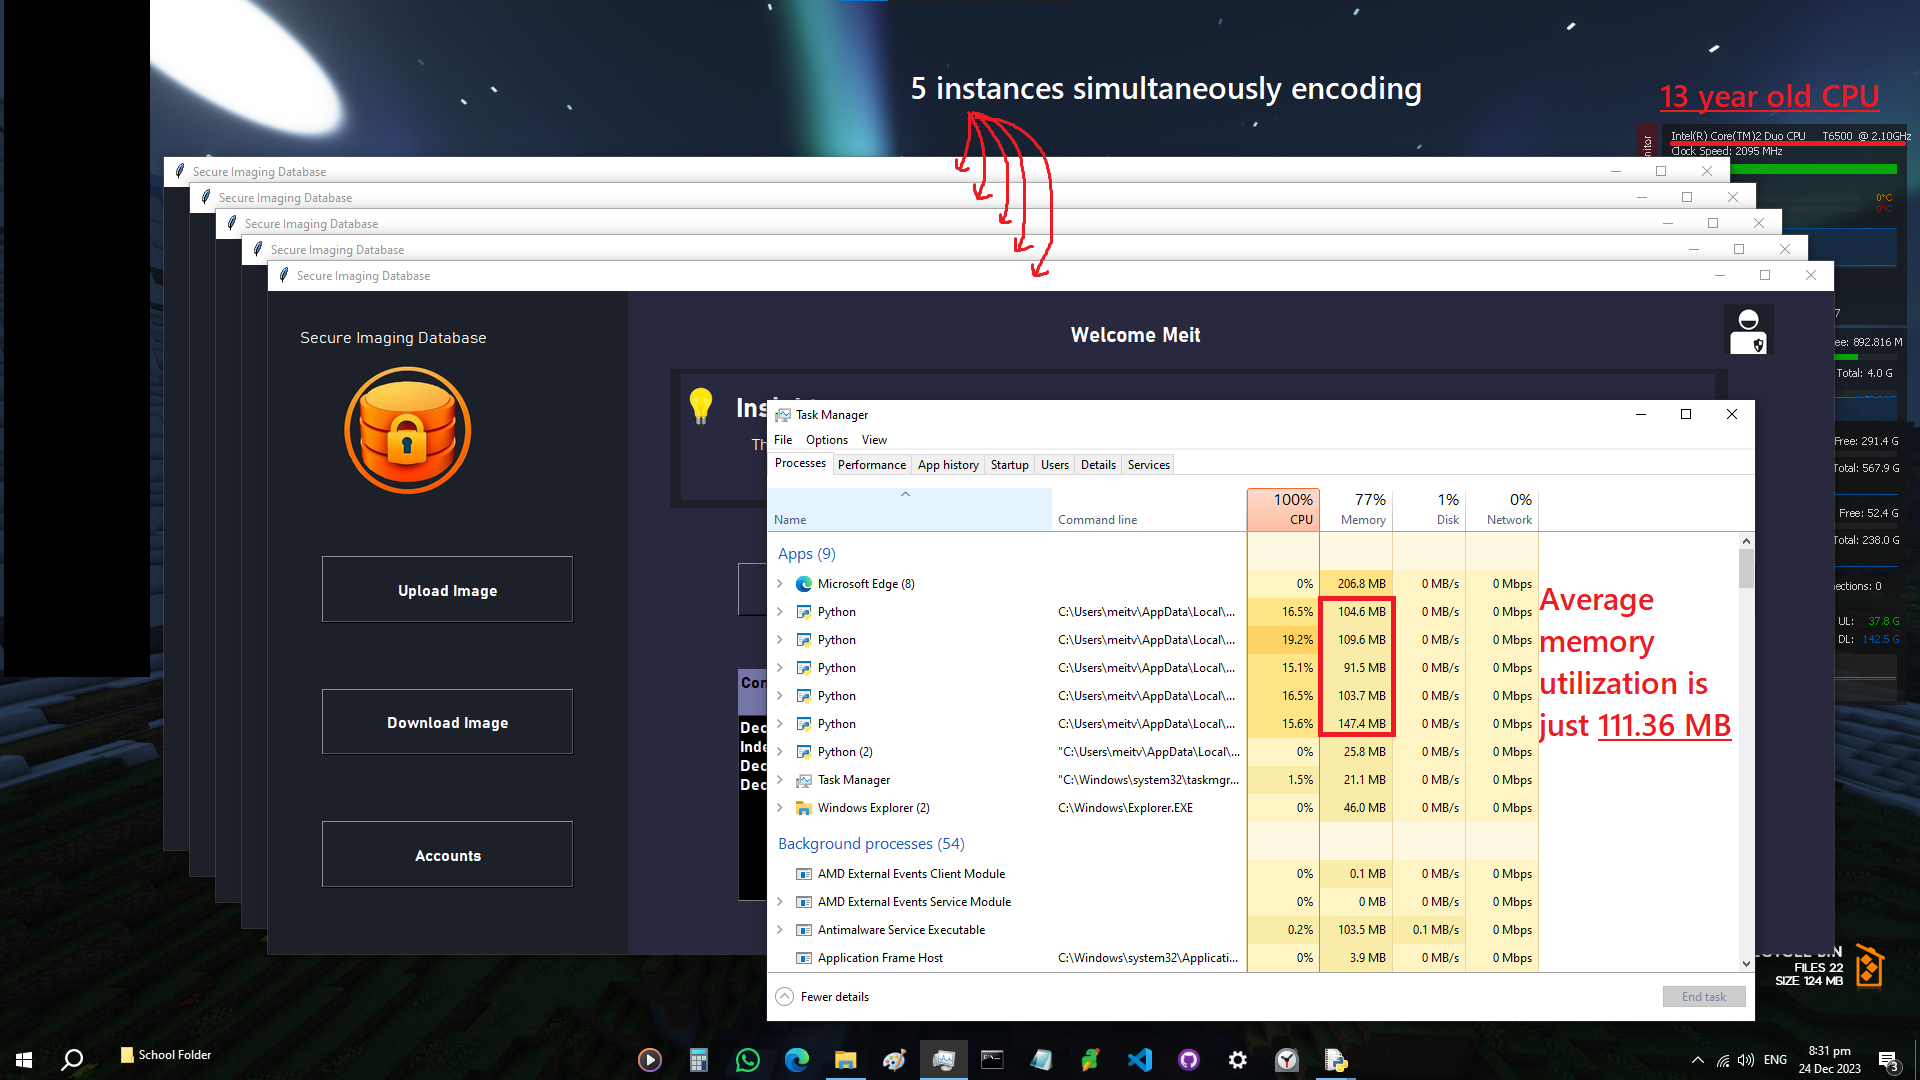 5 instances simultaneously encoding
13 year old CPU
Intel(R) Core(TM)2 Duo CPU T6500 @ 2.10GHz
Clock Speed: 2095 MHz
0°C
0°C
Secure Imaging Database
Secure Imaging Database
Secure Imaging Database
Secure Imaging Database
Secure Imaging Database
Secure Imaging Database
Welcome Meit
Upload Image
Download Image
Accounts
Task Manager
File Options View
Processes Performance App history Startup Users Details Services
100% 77% 1% 0%
Name Command line CPU Memory Disk Network
Apps (9)
Microsoft Edge (8) 0% 206.8 MB 0 MB/s 0 Mbps
Python C:\Users\meitv\AppData\Local\... 16.5% 104.6 MB 0 MB/s 0 Mbps
Python C:\Users\meitv\AppData\Local\... 19.2% 109.6 MB 0 MB/s 0 Mbps
Python C:\Users\meitv\AppData\Local\... 15.1% 91.5 MB 0 MB/s 0 Mbps
Python C:\Users\meitv\AppData\Local\... 16.5% 103.7 MB 0 MB/s 0 Mbps
Python C:\Users\meitv\AppData\Local\... 15.6% 147.4 MB 0 MB/s 0 Mbps
Python (2) "C:\Users\meitv\AppData\Local\... 0% 25.8 MB 0 MB/s 0 Mbps
Task Manager "C:\Windows\system32\taskmgr... 1.5% 21.1 MB 0 MB/s 0 Mbps
Windows Explorer (2) C:\Windows\Explorer.EXE 0% 46.0 MB 0 MB/s 0 Mbps
Background processes (54)
AMD External Events Client Module 0% 0.1 MB 0 MB/s 0 Mbps
AMD External Events Service Module 0% 0 MB 0 MB/s 0 Mbps
Antimalware Service Executable 0.2% 103.5 MB 0.1 MB/s 0 Mbps
Application Frame Host C:\Windows\system32\Applicati... 0% 3.9 MB 0 MB/s 0 Mbps
Fewer details
End task
Average
memory
utilization is
just 111.36 MB
892.816 M
Total: 4.0 G
Free: 291.4 G
Total: 567.9 G
Free: 52.4 G
Total: 238.0 G
0
UL: 37.8 G
DL: 142.5 G
BIN
FILES 22
SIZE 124 MB
School Folder
ENG
8:31 pm
24 Dec 2023
3